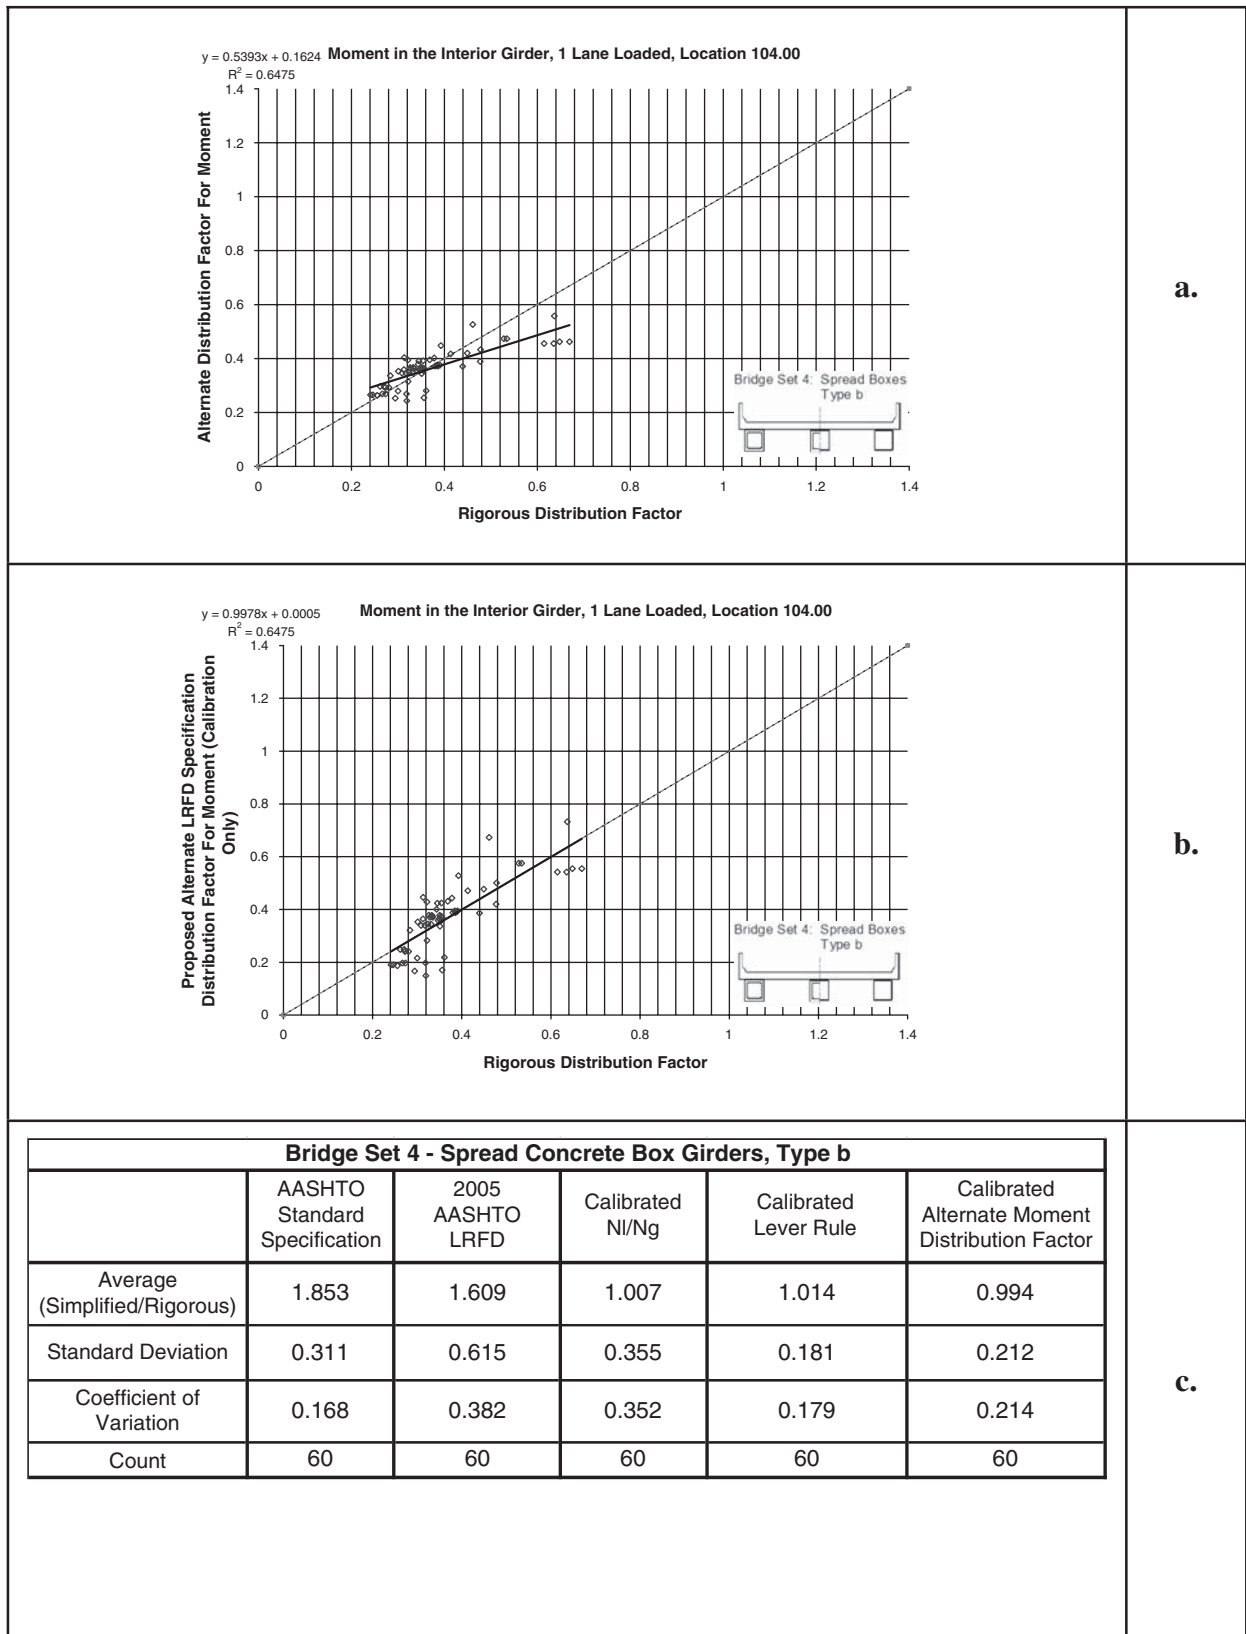 y = 0.5393x + 0.1624
R2 = 0.6475
Moment in the Interior Girder, 1 Lane Loaded, Location 104.00
Alternate Distribution Factor For Moment
1.4
1.2
1
0.8
0.6
0.4
0.2
0
0 0.2 0.4 0.6 0.8 1 1.2 1.4
Rigorous Distribution Factor
Bridge Set 4: Spread Boxes
Type b
a.
y = 0.9978x + 0.0005
R2 = 0.6475
Moment in the Interior Girder, 1 Lane Loaded, Location 104.00
Proposed Alternate LRFD Specification
Distribution Factor For Moment (Calibration
Only)
1.4
1.2
1
0.8
0.6
0.4
0.2
0
0 0.2 0.4 0.6 0.8 1 1.2 1.4
Rigorous Distribution Factor
Bridge Set 4: Spread Boxes
Type b
b.
Bridge Set 4 - Spread Concrete Box Girders, Type b
AASHTO
Standard
Specification
2005
AASHTO
LRFD
Calibrated
Nl/Ng
Calibrated
Lever Rule
Calibrated
Alternate Moment
Distribution Factor
Average
(Simplified/Rigorous)
1.853 1.609 1.007 1.014 0.994
Standard Deviation 0.311 0.615 0.355 0.181 0.212
Coefficient of
Variation
0.168 0.382 0.352 0.179 0.214
Count 60 60 60 60 60
c.